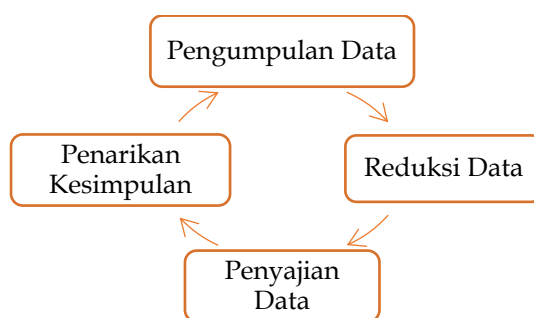 Pengumpulan Data
Reduksi Data
Penyajian
Data
Penarikan
Kesimpulan